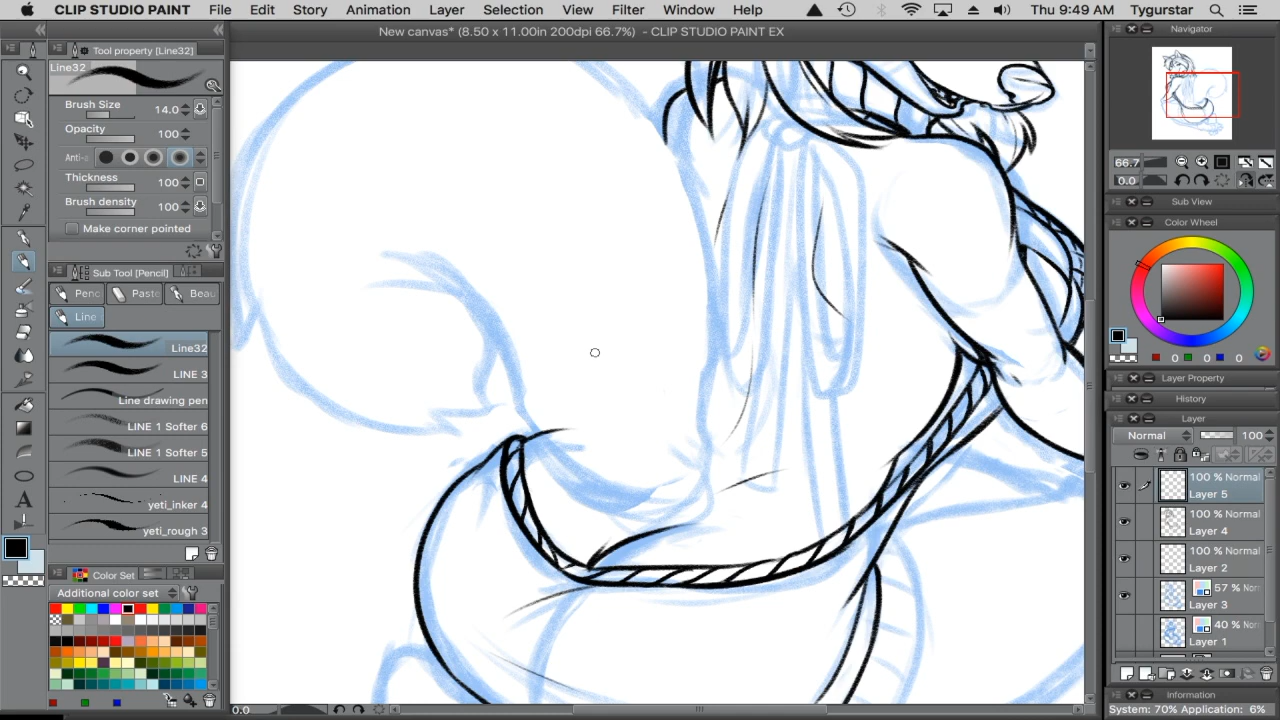 CLIP STUDIO PAINT File Edit Story Animation Layer Selection View Filter Window Help Thu 9:49 AM Tygurstar
New canvas* (8.50 x 11.00in 200dpi 66.7%) - CLIP STUDIO PAINT EX
Tool property [Line32]
Line32
Brush Size 14.0
Opacity 100
Anti-a
Thickness 100
Brush density 100
Make corner pointed
Sub Tool [Pencil]
Penc Paste Beau
Line
Line32
LINE 3
Line drawing pen
LINE 1 Softer 6
LINE 1 Softer 5
LINE 4
yeti_inker 4
yeti_rough 3
Color Set
Additional color set
0.0
Navigator
66.7
0.0
Sub View
Color Wheel
0 0 0
Layer Property
History
Layer
Normal 100
100 % Normal
Layer 5
100 % Normal
Layer 4
100 % Normal
Layer 2
57 % Nor
Layer 3
40 % Nor
Layer 1
Information
System: 70% Application: 6%